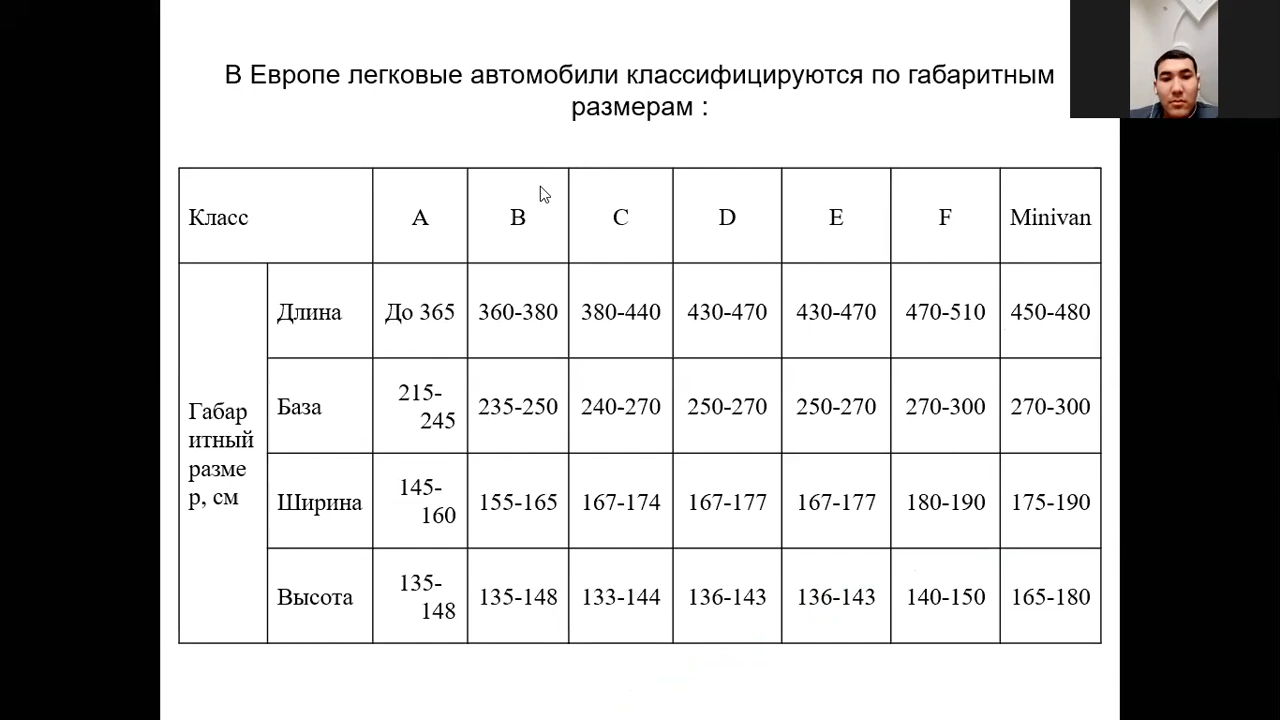 В Европе легковые автомобили классифицируются по габаритным
размерам :
Класс A B C D E F Minivan
Габар
итный
разме
р, см
Длина До 365 360-380 380-440 430-470 430-470 470-510 450-480
База 215-
245 235-250 240-270 250-270 250-270 270-300 270-300
Ширина 145-
160 155-165 167-174 167-177 167-177 180-190 175-190
Высота 135-
148 135-148 133-144 136-143 136-143 140-150 165-180